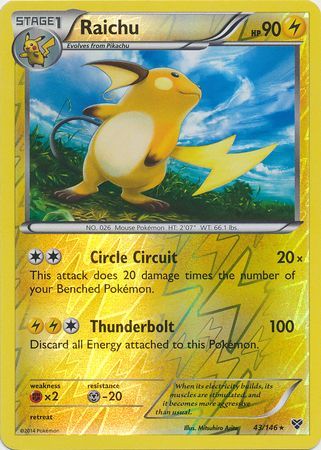 STAGE1
Raichu
HP 90
Evolves from Pikachu
NO. 026 Mouse Pokémon HT: 2'07" WT: 66.1 lbs.
Circle Circuit 20×
This attack does 20 damage times the number of
your Benched Pokémon.
Thunderbolt 100
Discard all Energy attached to this Pokémon.
weakness resistance
×2 -20
retreat
When its electricity builds, its
muscles are stimulated, and
it becomes more aggressive
than usual.
©2014 Pokémon
Illus. Mitsuhiro Arita
43/146★
XY